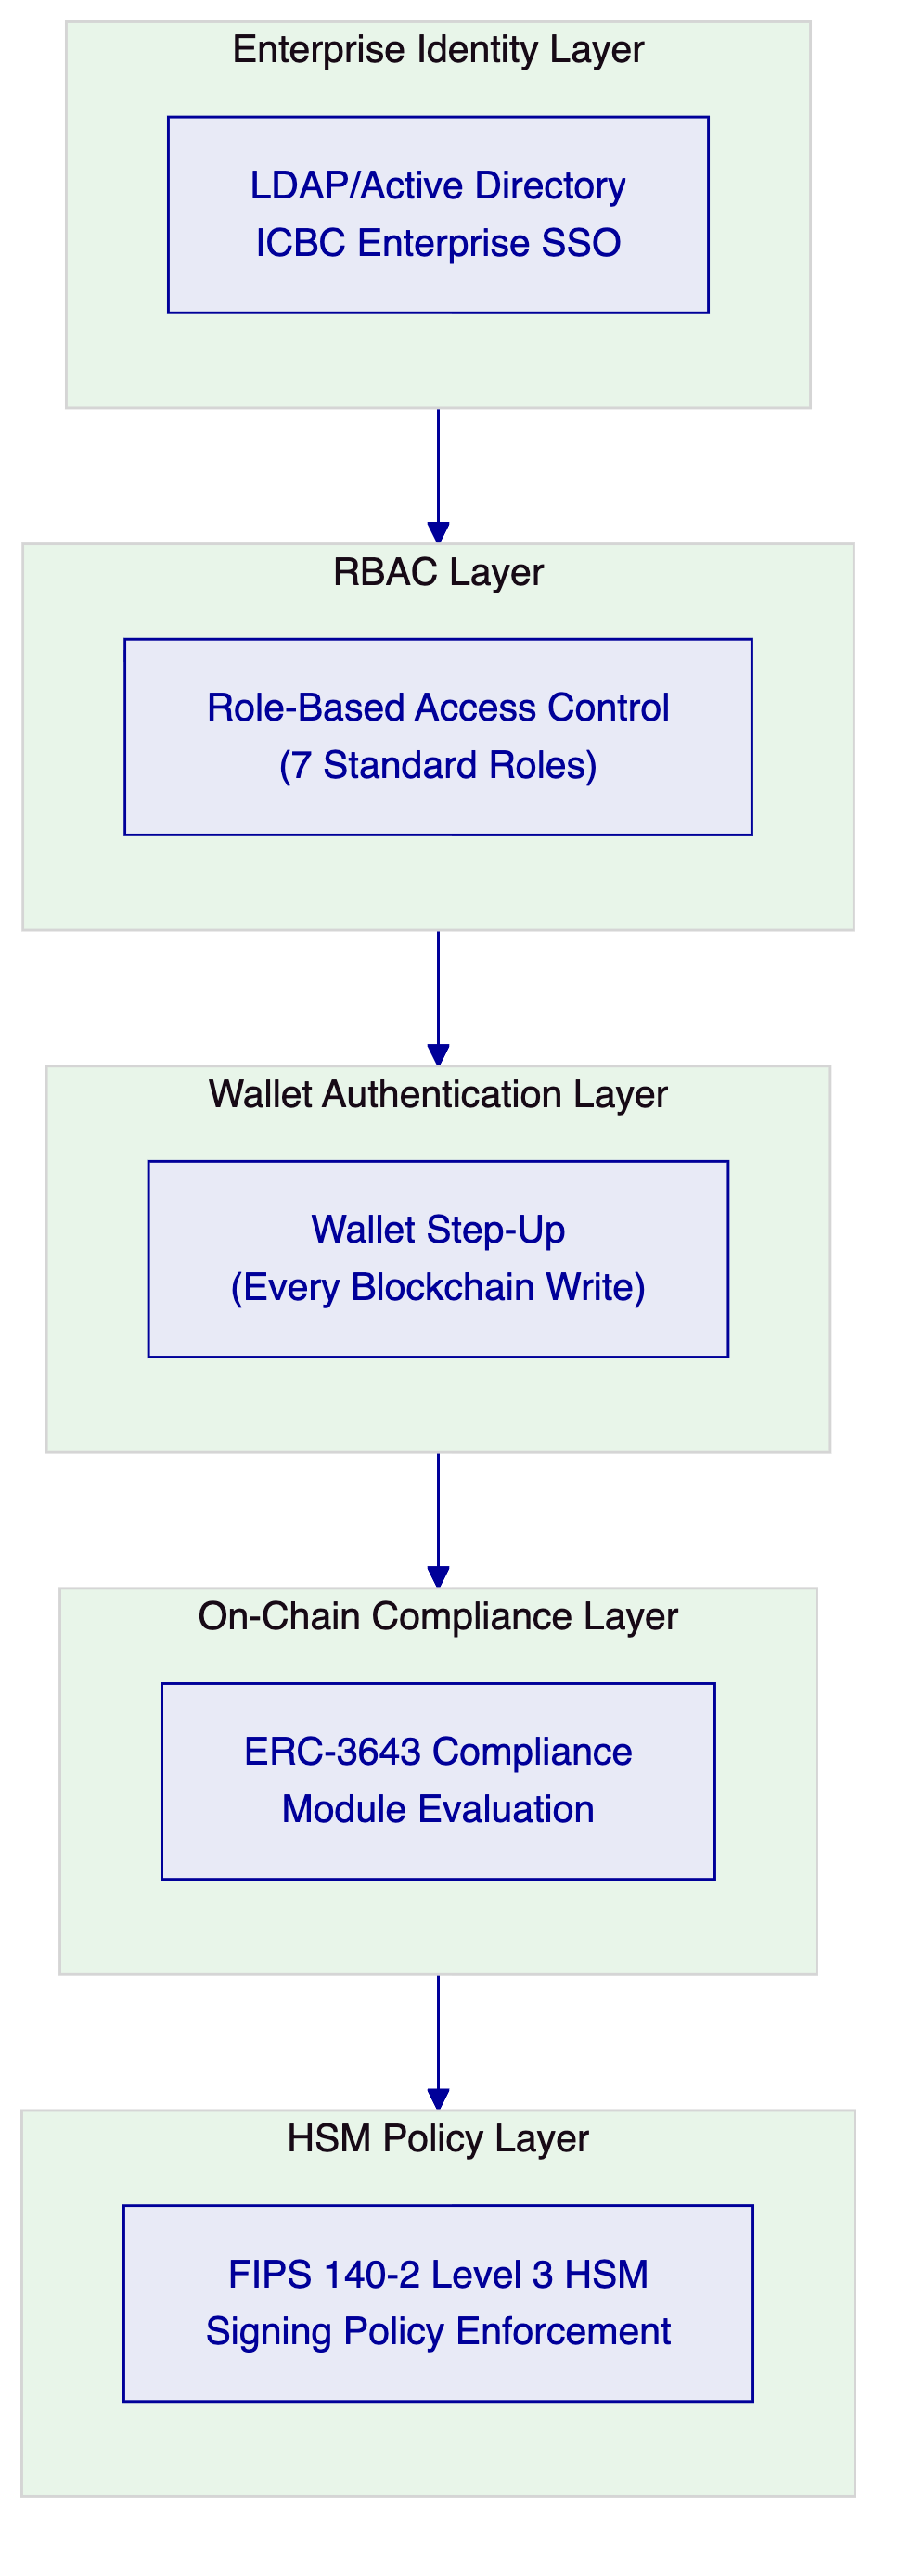 Enterprise Identity Layer
LDAP/Active Directory
ICBC Enterprise SSO
RBAC Layer
Role-Based Access Control
(7 Standard Roles)
Wallet Authentication Layer
Wallet Step-Up
(Every Blockchain Write)
On-Chain Compliance Layer
ERC-3643 Compliance
Module Evaluation
HSM Policy Layer
FIPS 140-2 Level 3 HSM
Signing Policy Enforcement